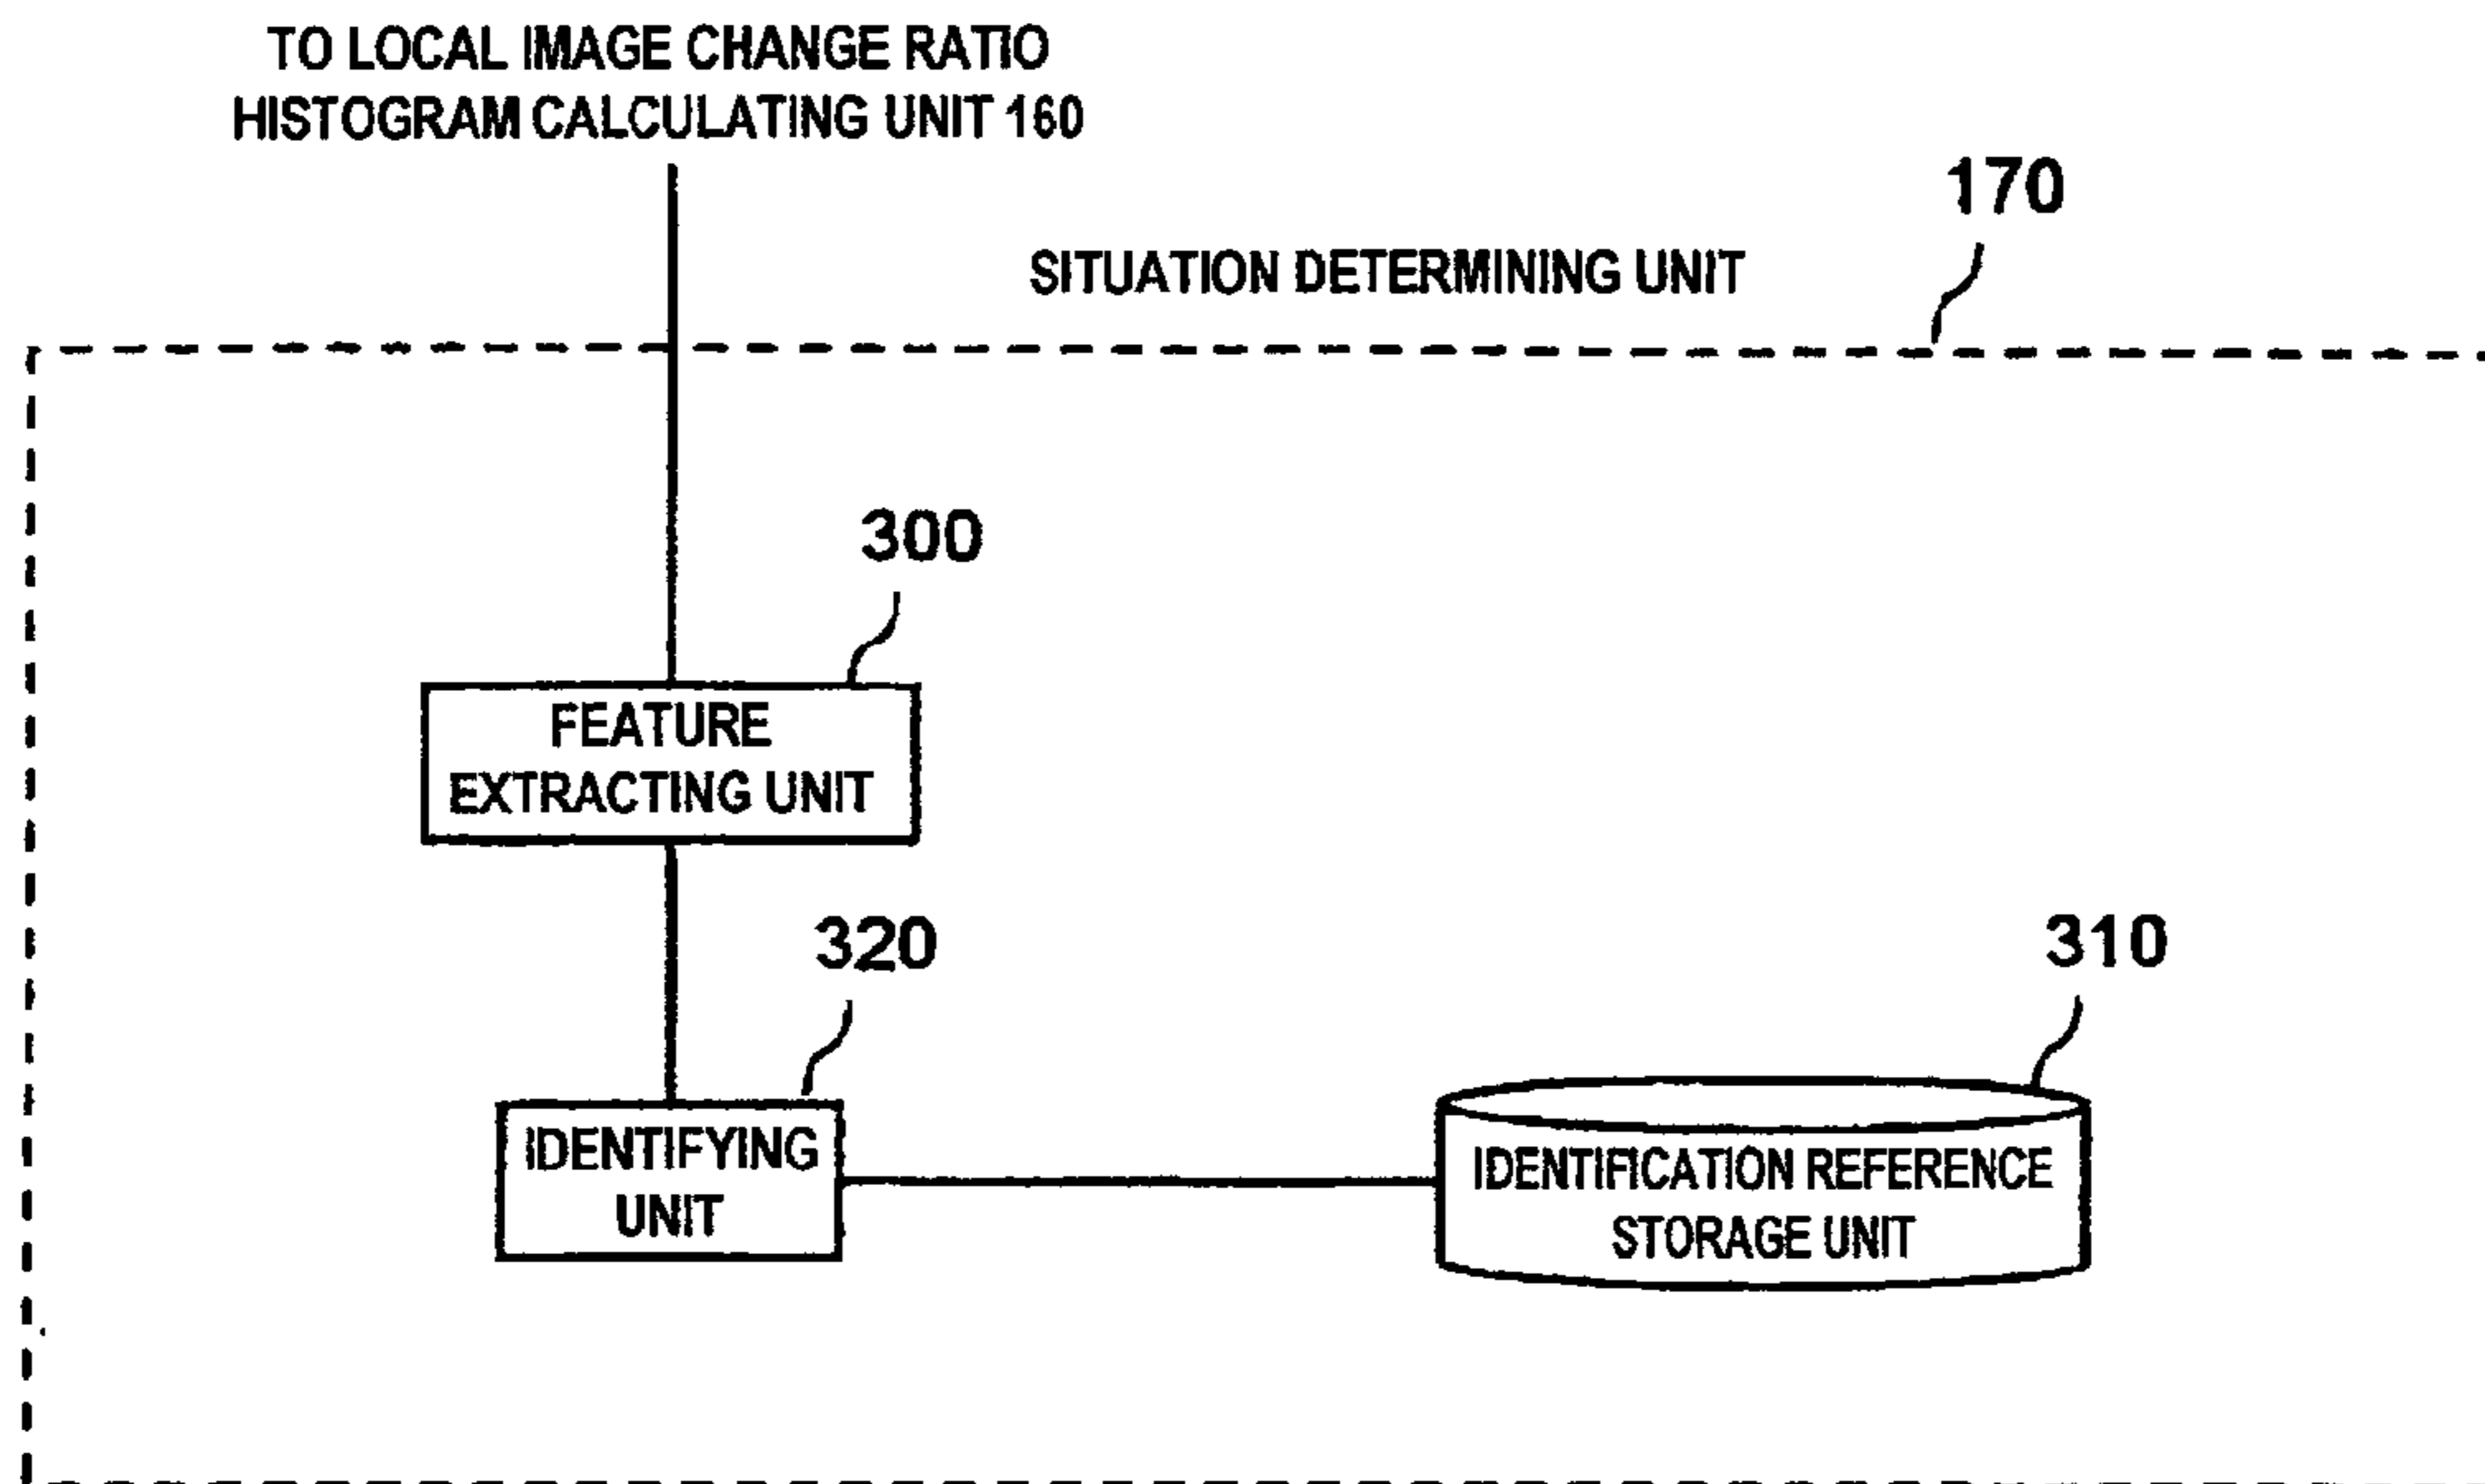 TO LOCAL IMAGE CHANGE RATIO
HISTOGRAM CALCULATING UNIT 160
170
SITUATION DETERMINING UNIT
300
FEATURE
EXTRACTING UNIT
320
310
IDENTIFYING
UNIT
IDENTIFICATION REFERENCE
STORAGE UNIT